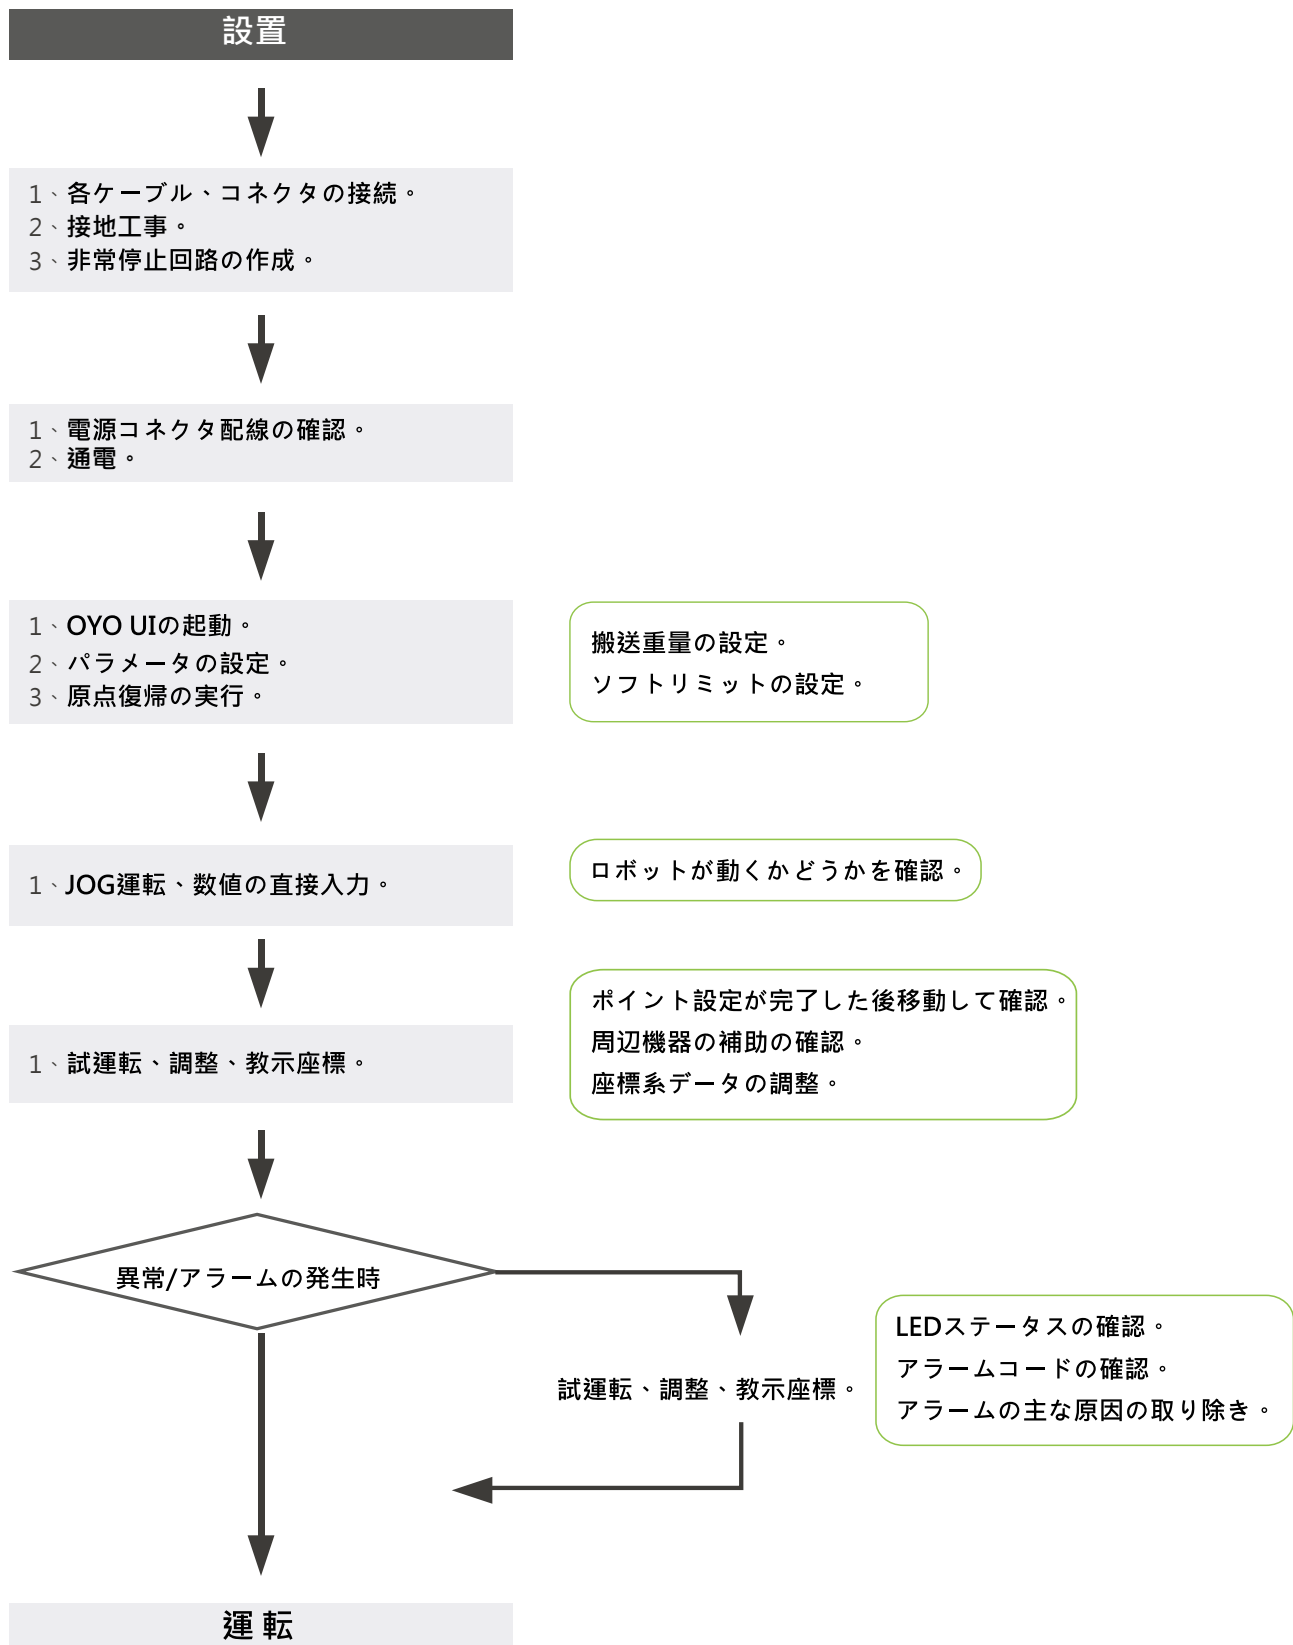 設置
1、各ケーブル、コネクタの接続。
2、接地工事。
3、非常停止回路の作成。
1、電源コネクタ配線の確認。
2、通電。
1、OYO UIの起動。
2、パラメータの設定。
3、原点復帰の実行。
搬送重量の設定。
ソフトリミットの設定。
1、JOG運転、数値の直接入力。
ロボットが動くかどうかを確認。
1、試運転、調整、教示座標。
ポイント設定が完了した後移動して確認。
周辺機器の補助の確認。
座標系データの調整。
異常/アラームの発生時
試運転、調整、教示座標。
LEDステータスの確認。
アラームコードの確認。
アラームの主な原因の取り除き。
運転